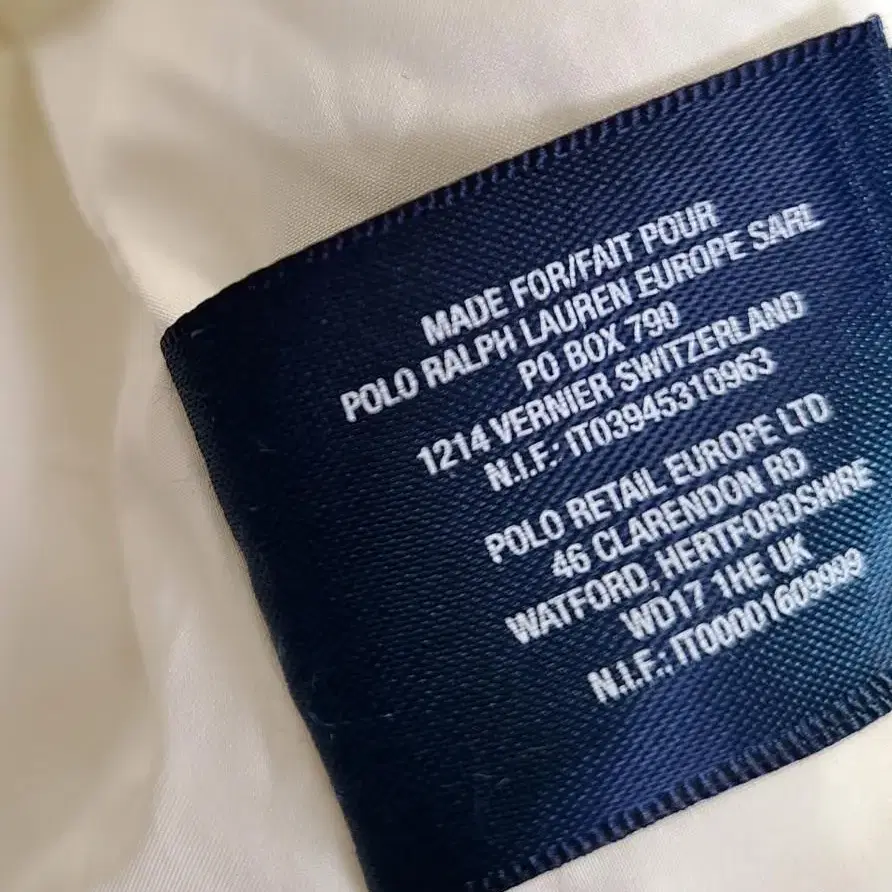 MADE FOR/FAIT POUR
POLO RALPH LAUREN EUROPE SARL
PO BOX 790
1214 VERNIER SWITZERLAND
N.I.F.: IT03945310963
POLO RETAIL EUROPE LTD
46 CLARENDON RD
WATFORD, HERTFORDSHIRE
WD17 1HE UK
N.I.F.: IT00001609999